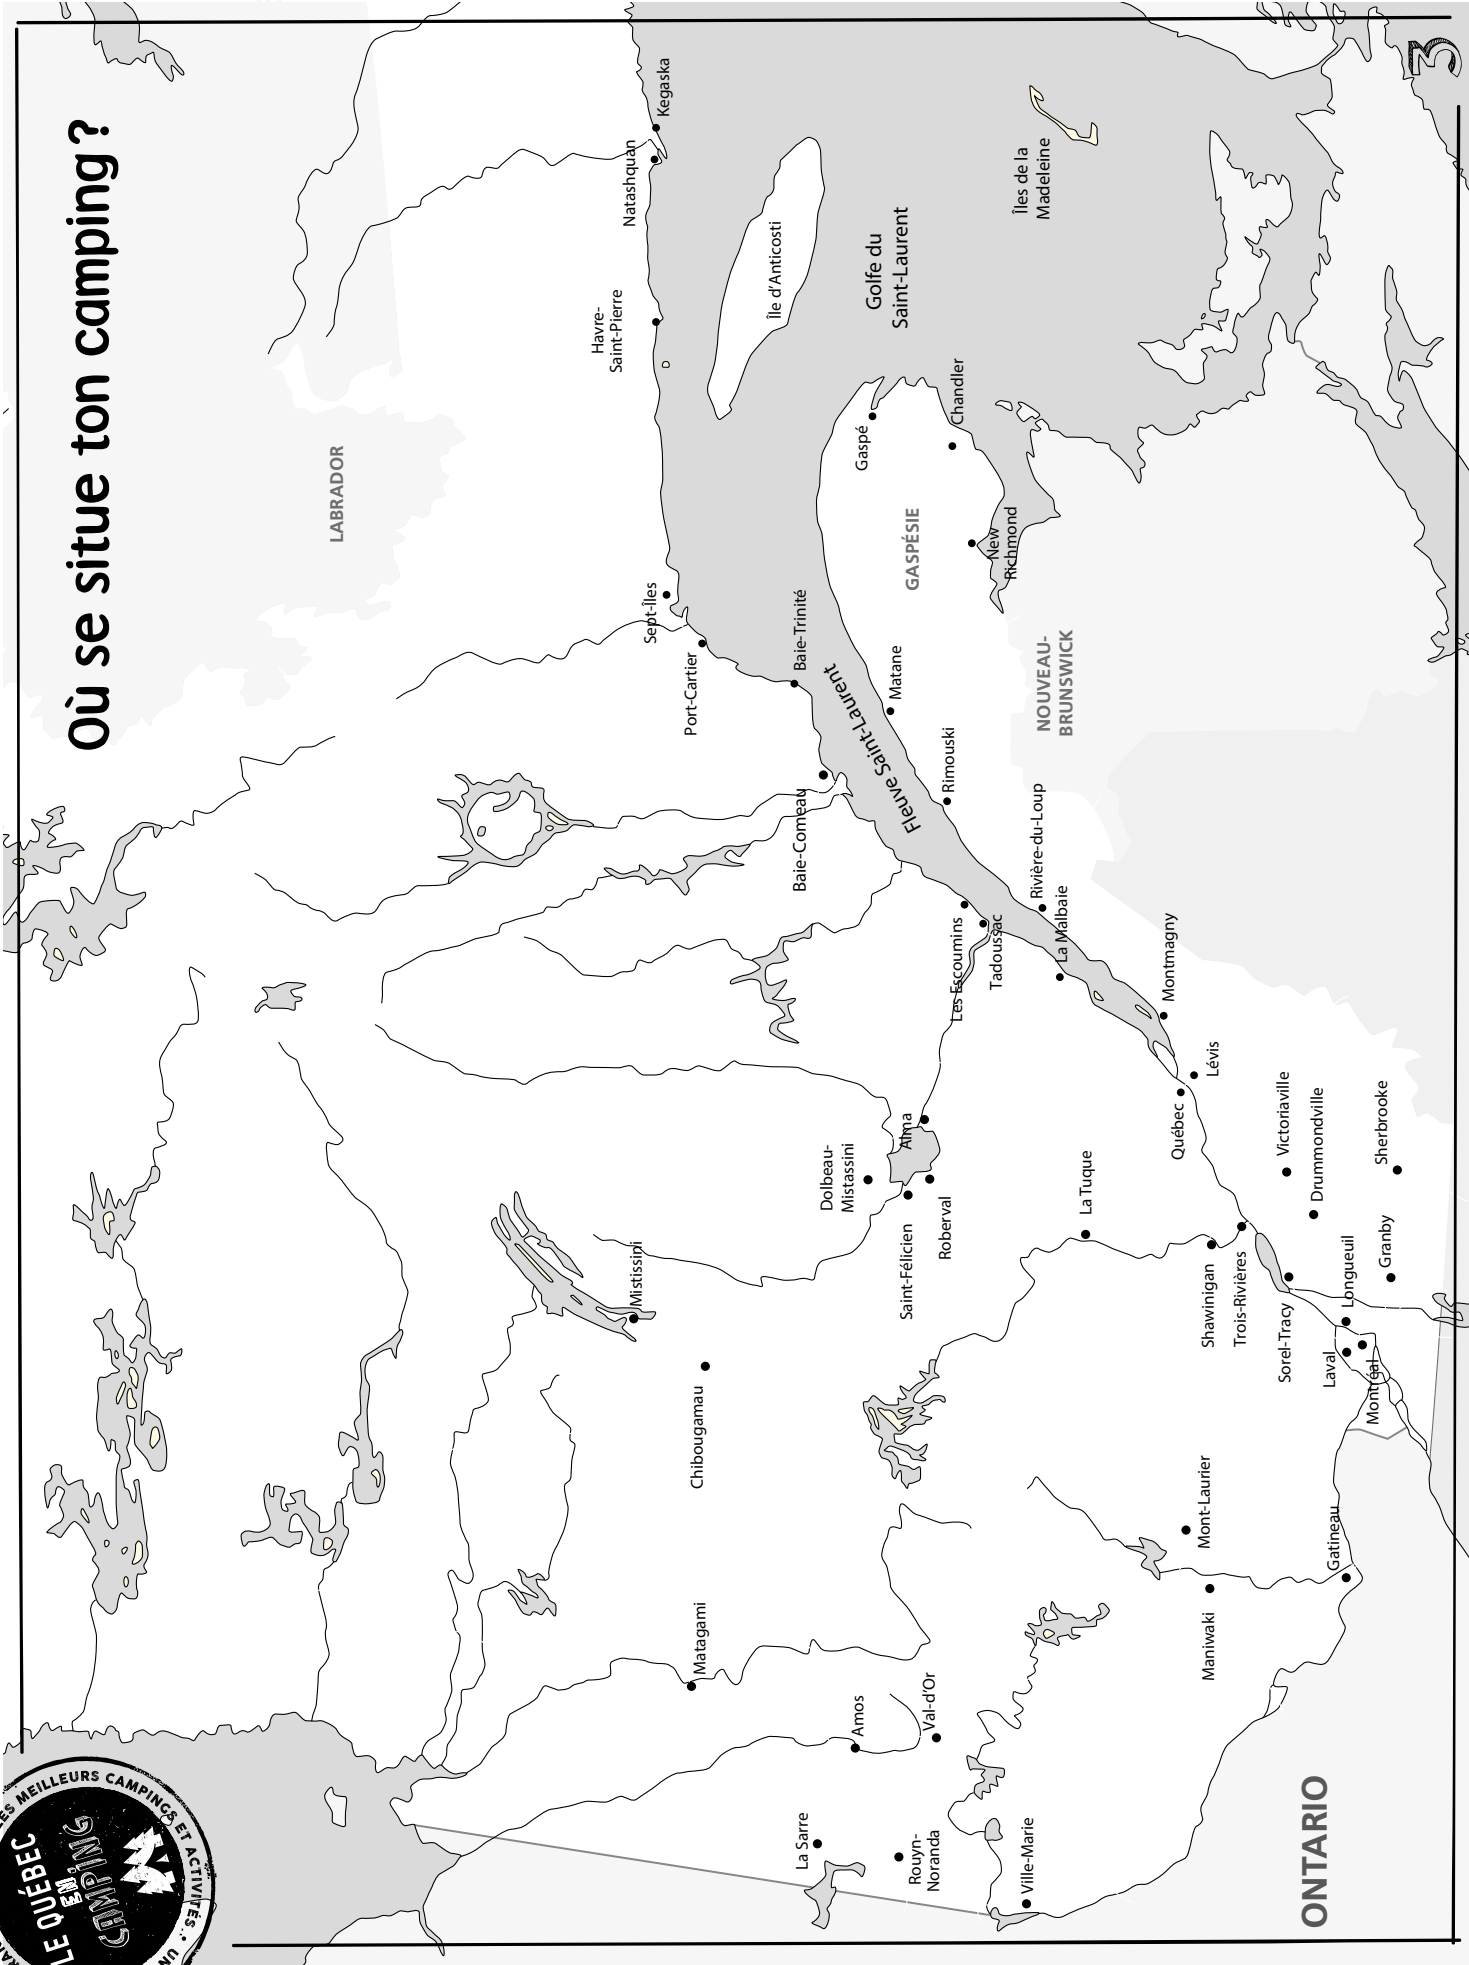 Où se situe ton camping ?
3
LES MEILLEURS CAMPINGS ET ACTIVITÉS
LE QUÉBEC
EN
CAMPING
LABRADOR
Kegaska
Natashquan
Havre-
Saint-Pierre
Île d'Anticosti
Golfe du
Saint-Laurent
Îles de la
Madeleine
Sept-Îles
Port-Cartier
Baie-Trinité
Baie-Comeau
Fleuve Saint-Laurent
Gaspé
Chandler
GASPÉSIE
New
Richmond
Matane
Rimouski
NOUVEAU-
BRUNSWICK
Rivière-du-Loup
Les Escoumins
Tadoussac
La Malbaie
Montmagny
Lévis
Québec
Mistissini
Chibougamau
Dolbeau-
Mistassini
Alma
Saint-Félicien
Roberval
La Tuque
Shawinigan
Trois-Rivières
Victoriaville
Drummondville
Sherbrooke
Sorel-Tracy
Longueuil
Granby
Laval
Montréal
Matagami
Amos
Val-d'Or
La Sarre
Rouyn-
Noranda
Ville-Marie
Mont-Laurier
Maniwaki
Gatineau
ONTARIO